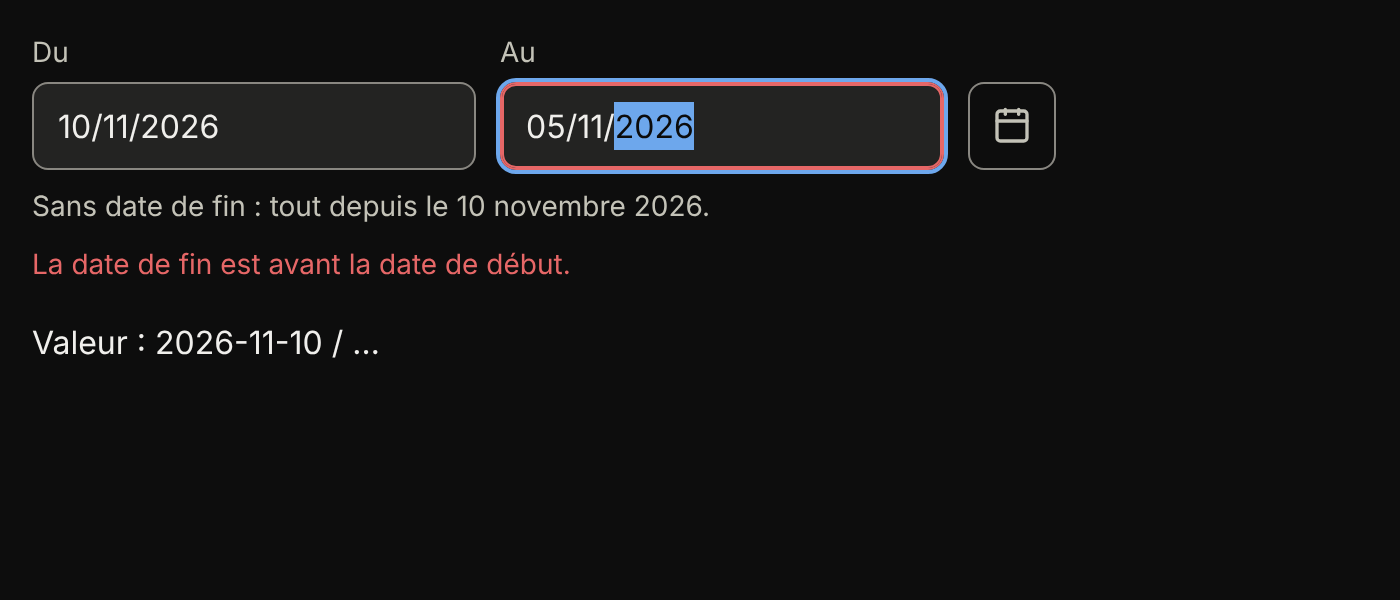 Du Au
10/11/2026 05/11/2026
Sans date de fin : tout depuis le 10 novembre 2026.
La date de fin est avant la date de début.
Valeur : 2026-11-10 / ...